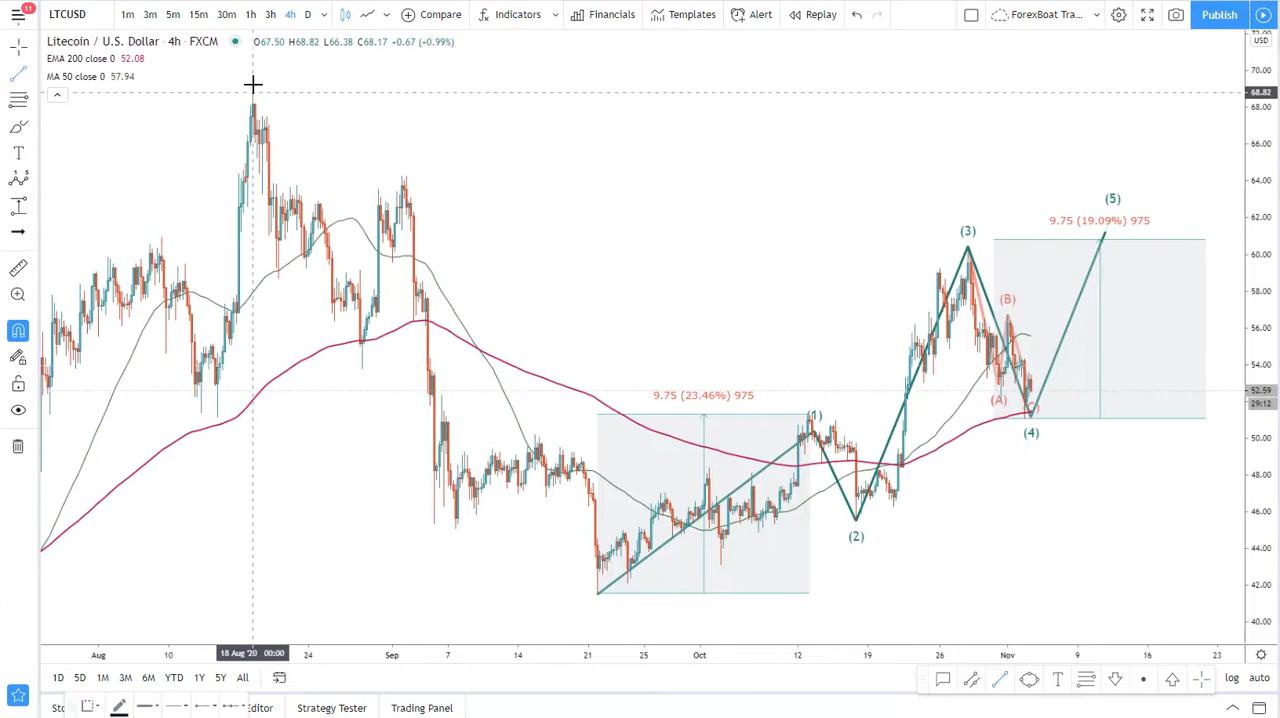 11
LTCUSD 1m 3m 5m 15m 30m 1h 3h 4h D Compare Indicators Financials Templates Alert Replay ForexBoat Tra... Publish
Litecoin / U.S. Dollar · 4h · FXCM O67.50 H68.82 L66.38 C68.17 +0.67 (+0.99%)
EMA 200 close 0 52.08
MA 50 close 0 57.94
USD
70.00
68.82
68.00
66.00
64.00
62.00
60.00
58.00
56.00
54.00
52.59
29:12
50.00
48.00
46.00
44.00
42.00
40.00
(5)
9.75 (19.09%) 975
(3)
(B)
(A)
(4)
9.75 (23.46%) 975
(1)
(2)
Aug 10 18 Aug '20 00:00 24 Sep 7 14 21 25 Oct 12 19 26 Nov 9 16 23
1D 5D 1M 3M 6M YTD 1Y 5Y All log auto
Sto Editor Strategy Tester Trading Panel